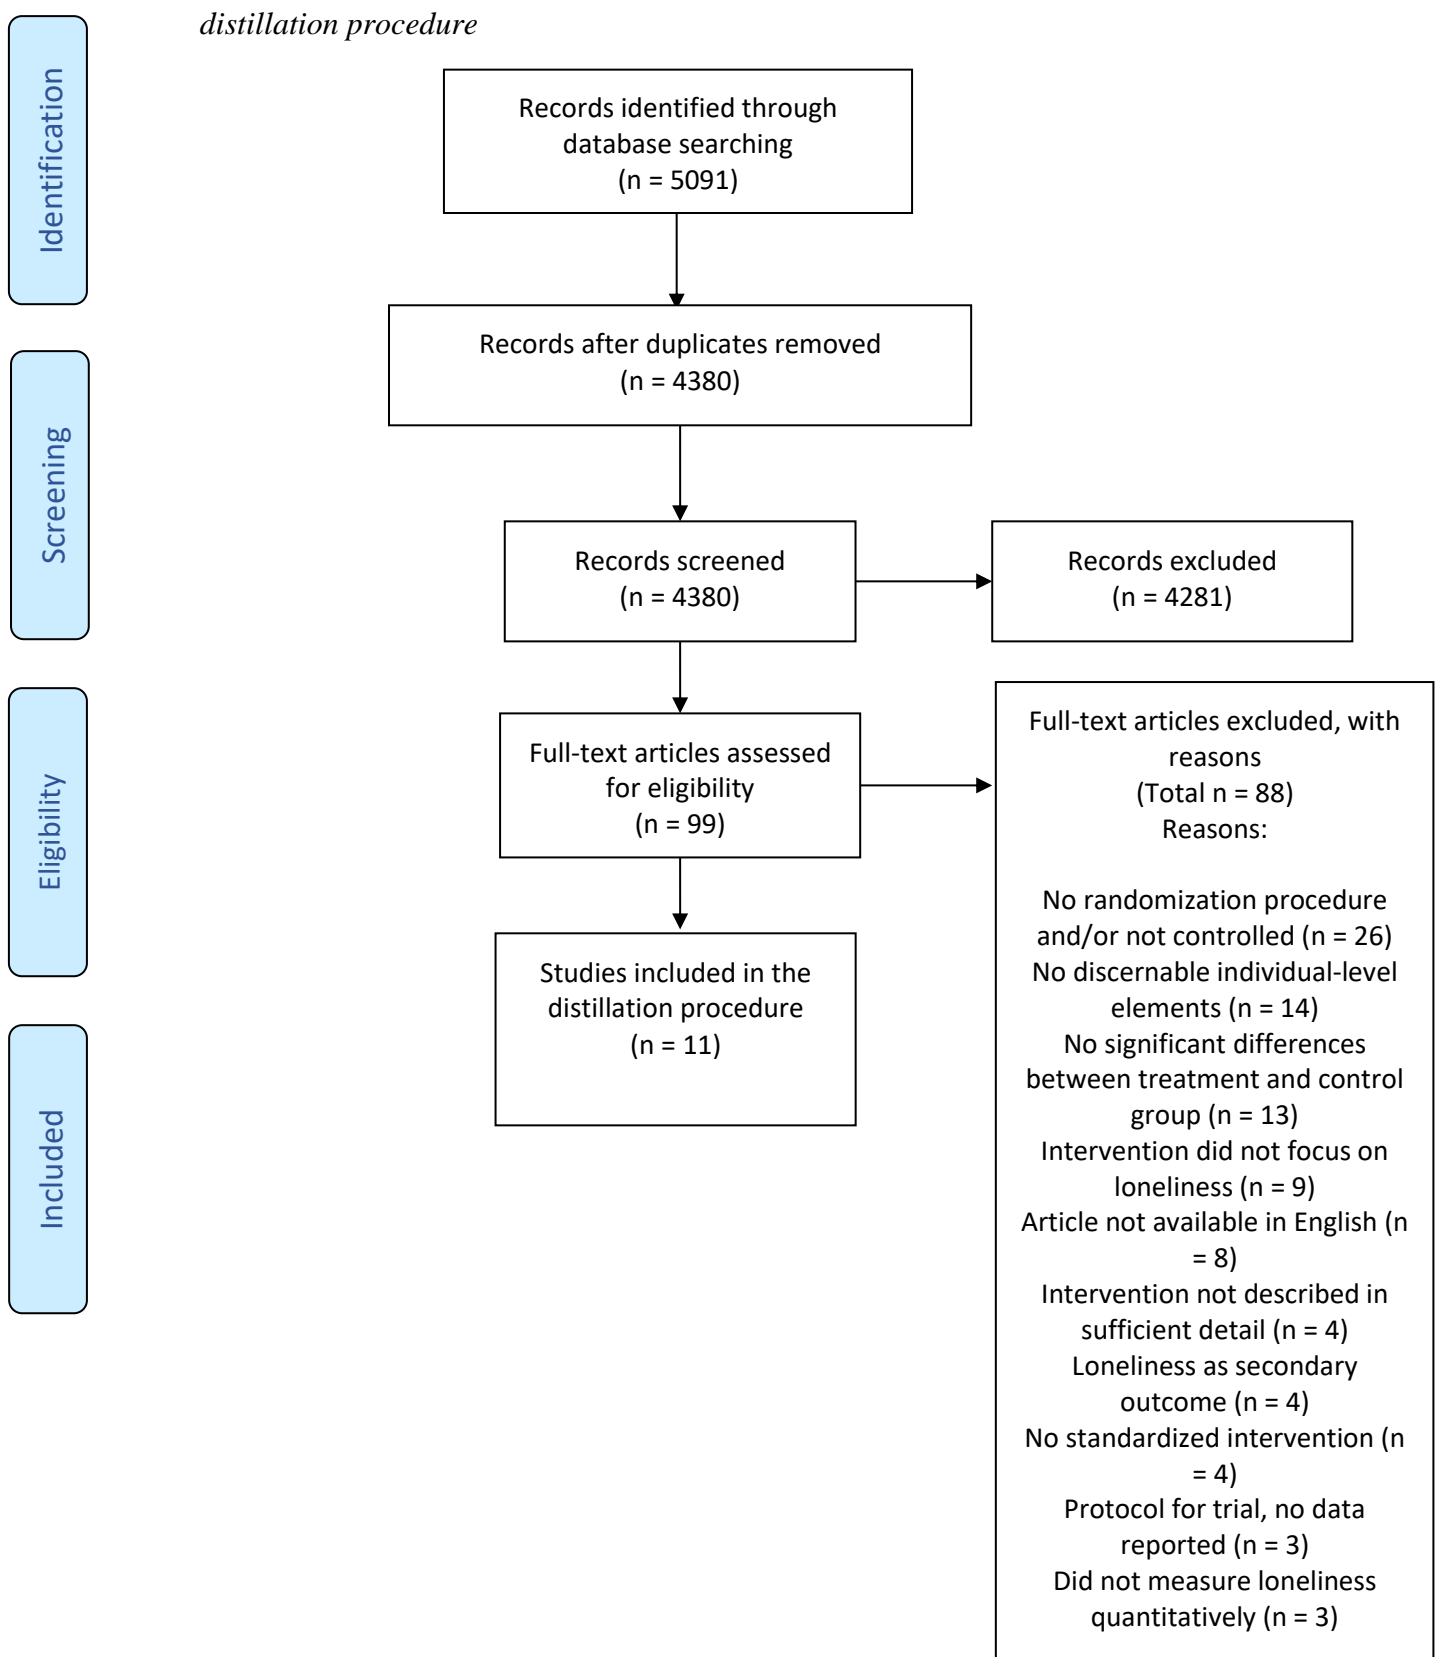 distillation procedure
Identification
Records identified through
database searching
(n = 5091)
Records after duplicates removed
(n = 4380)
Screening
Records screened
(n = 4380)
Records excluded
(n = 4281)
Eligibility
Full-text articles assessed
for eligibility
(n = 99)
Full-text articles excluded, with
reasons
(Total n = 88)
Reasons:
No randomization procedure
and/or not controlled (n = 26)
No discernable individual-level
elements (n = 14)
No significant differences
between treatment and control
group (n = 13)
Intervention did not focus on
loneliness (n = 9)
Article not available in English (n
= 8)
Intervention not described in
sufficient detail (n = 4)
Loneliness as secondary
outcome (n = 4)
No standardized intervention (n
= 4)
Protocol for trial, no data
reported (n = 3)
Did not measure loneliness
quantitatively (n = 3)
Included
Studies included in the
distillation procedure
(n = 11)